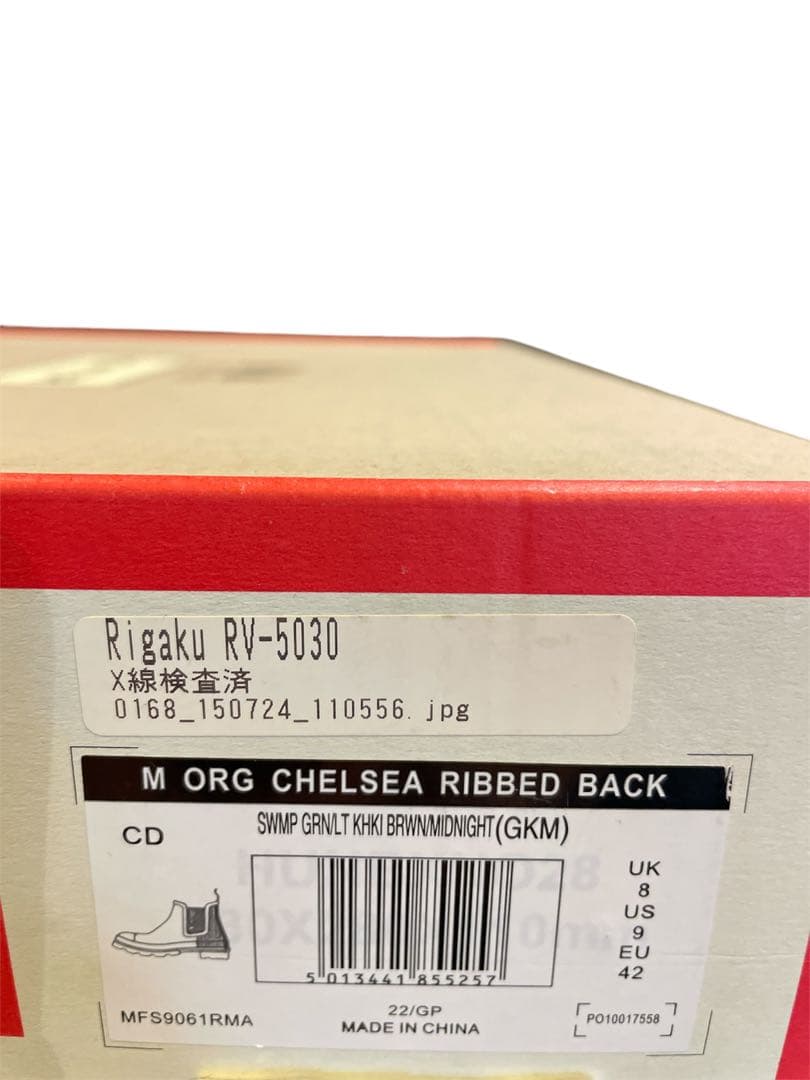 Rigaku RV-5030
X線検査済
0168_150724_110556.jpg
M ORG CHELSEA RIBBED BACK
SWMP GRN/LT KHKI BRWN/MIDNIGHT(GKM)
CD
UK
8
US
9
EU
42
5 013441 855257
MFS9061RMA
22/GP
MADE IN CHINA
PO10017558